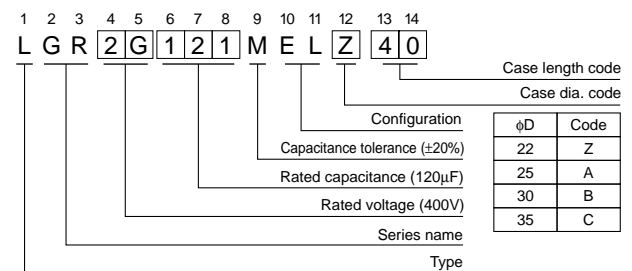 1 2 3 4 5 6 7 8 9 10 11 12 13 14
L G R 2 G 1 2 1 M E L Z 4 0
Case length code
Case dia. code
Configuration
Capacitance tolerance (±20%)
Rated capacitance (120μF)
Rated voltage (400V)
Series name
Type
ϕD Code
22 Z
25 A
30 B
35 C